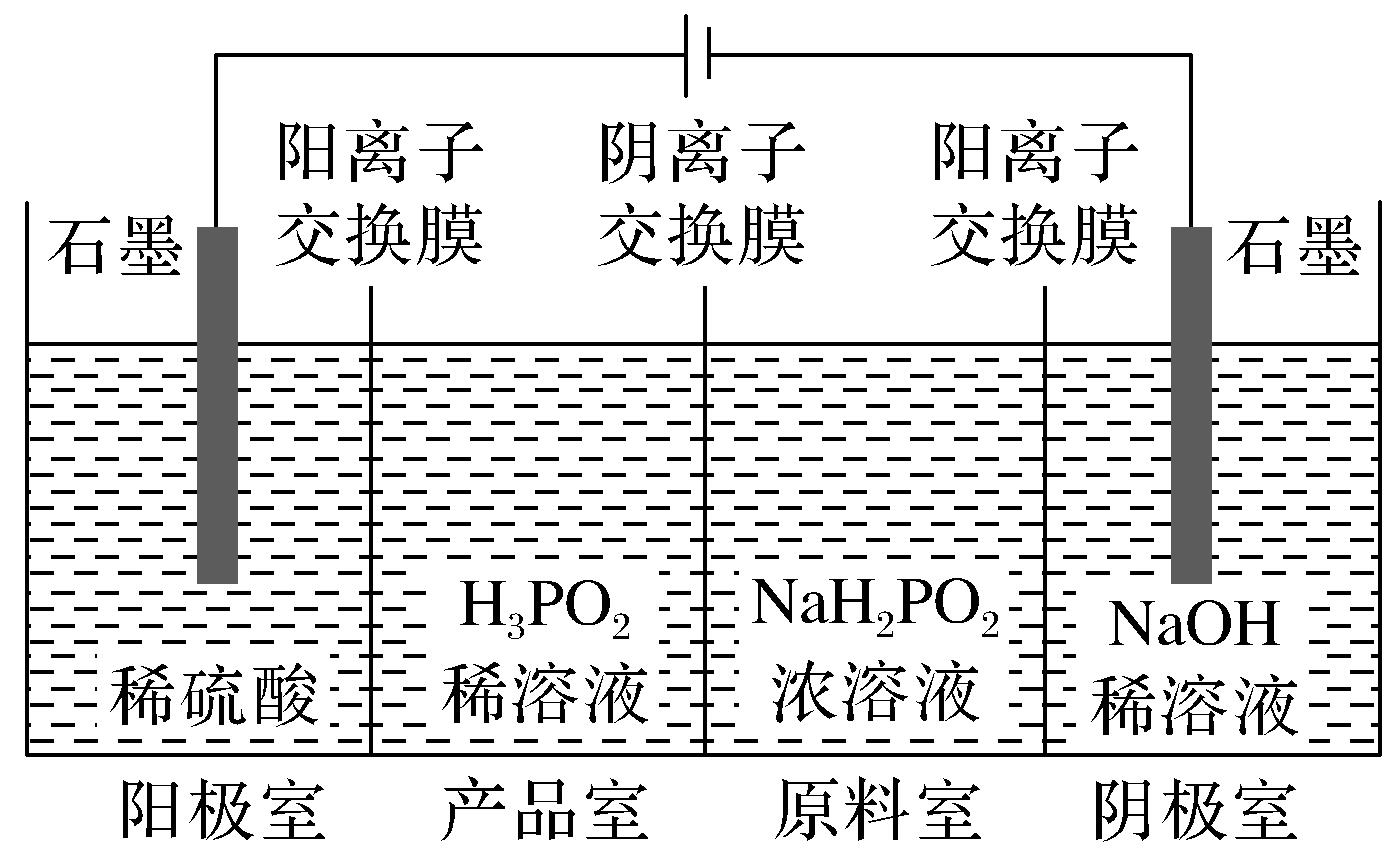 阳离子
交换膜
阴离子
交换膜
阳离子
交换膜
石墨
石墨
稀硫酸
H₃PO₂
稀溶液
NaH₂PO₂
浓溶液
NaOH
稀溶液
阳极室
产品室
原料室
阴极室